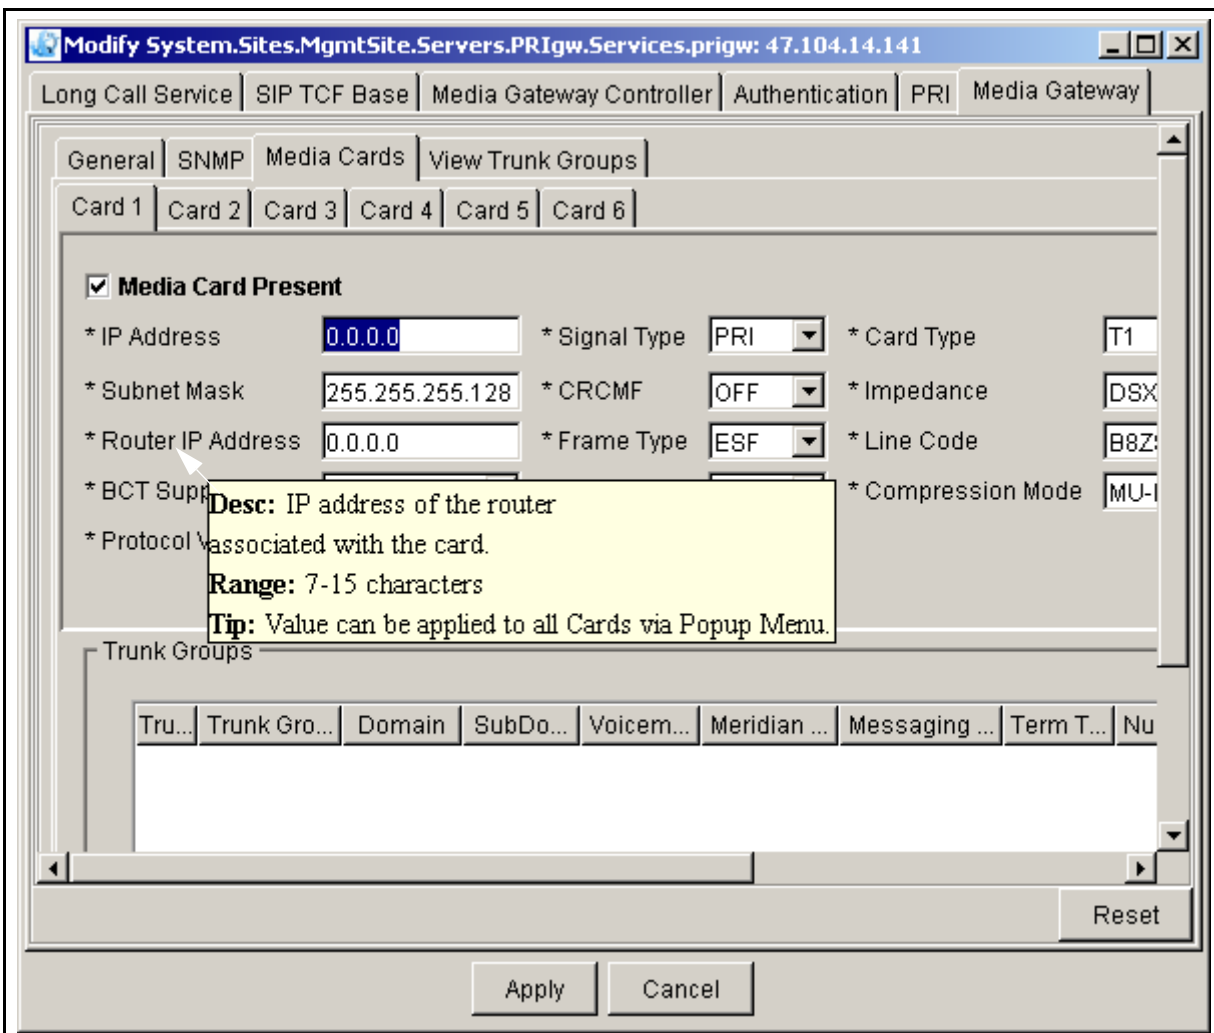 Modify System.Sites.MgmtSite.Servers.PRIgw.Services.prigw: 47.104.14.141
Long Call Service SIP TCF Base Media Gateway Controller Authentication PRI Media Gateway
General SNMP Media Cards View Trunk Groups
Card 1 Card 2 Card 3 Card 4 Card 5 Card 6
Media Card Present
* IP Address 0.0.0.0 * Signal Type PRI * Card Type T1
* Subnet Mask 255.255.255.128 * CRCMF OFF * Impedance DSX
* Router IP Address 0.0.0.0 * Frame Type ESF * Line Code B8Z
* BCT Supp * Compression Mode MU-
* Protocol
Desc: IP address of the router
associated with the card.
Range: 7-15 characters
Tip: Value can be applied to all Cards via Popup Menu.
Trunk Groups
Tru... Trunk Gro... Domain SubDo... Voicem... Meridian ... Messaging ... Term T... Nu
Reset
Apply Cancel